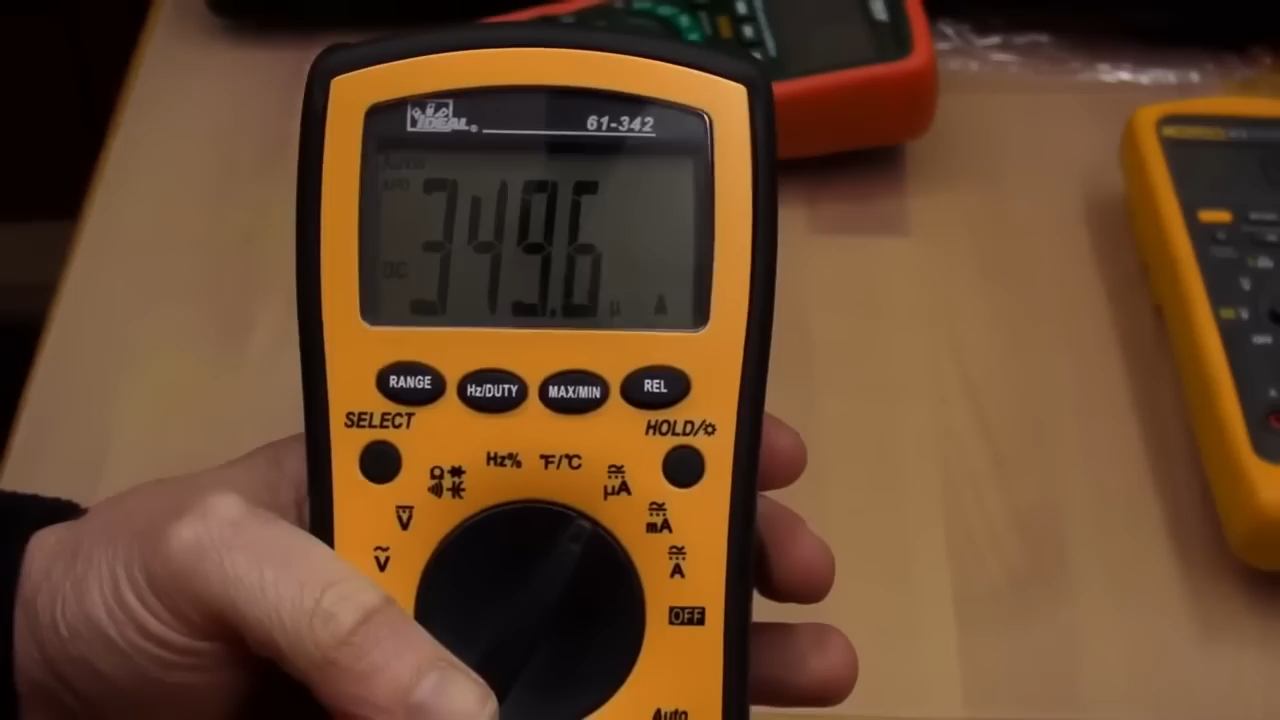 IDEAL® 61-342
Auto
APO
349.6
DC
μ A
RANGE Hz/DUTY MAX/MIN REL
SELECT HOLD/☼
Hz% °F/°C
Ω
μA
V mA
V A
OFF
Auto